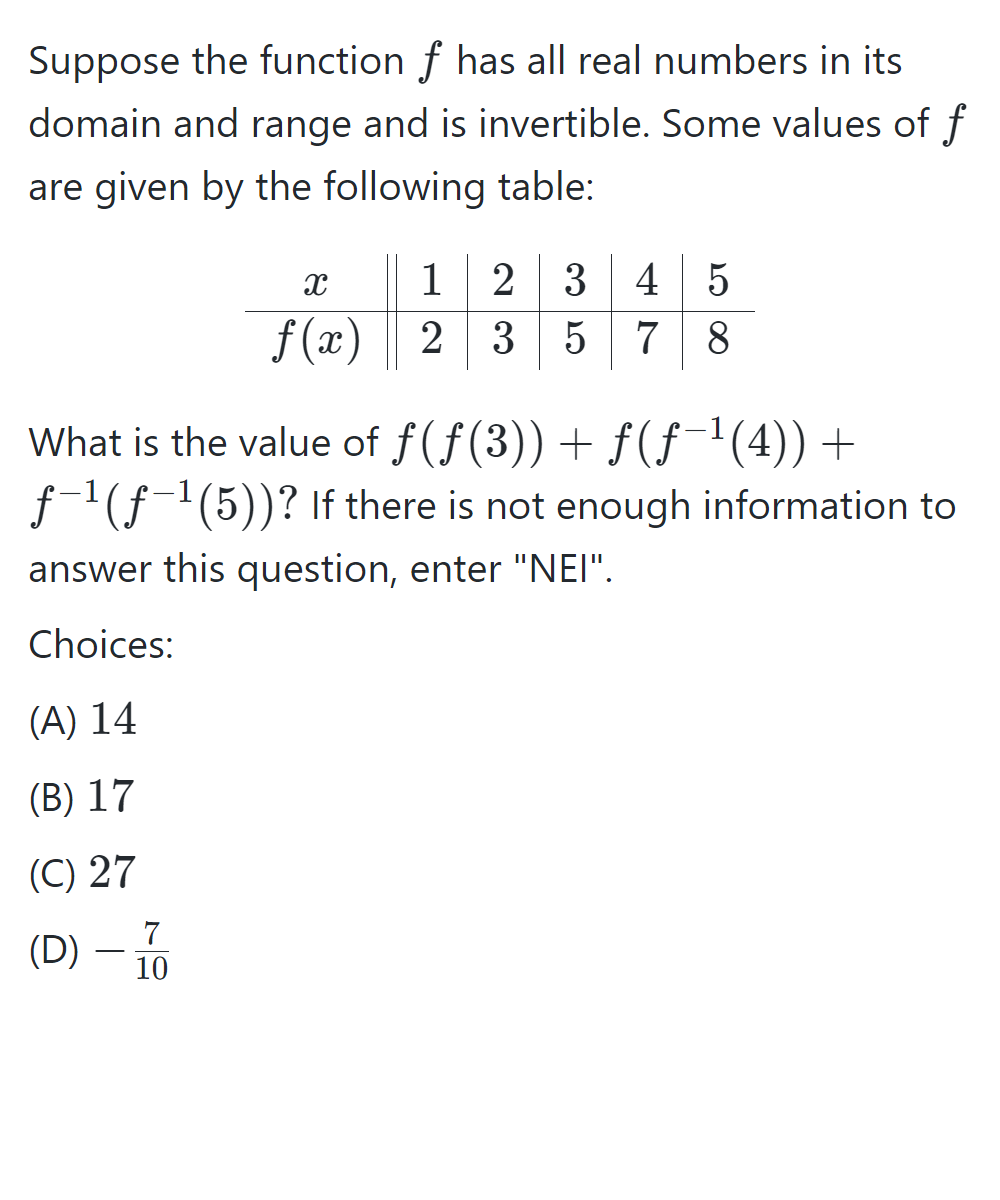 Suppose the function f has all real numbers in its
domain and range and is invertible. Some values of f
are given by the following table:
x 1 2 3 4 5
f(x) 2 3 5 7 8
What is the value of f(f(3)) + f(f⁻¹(4)) +
f⁻¹(f⁻¹(5))? If there is not enough information to
answer this question, enter "NEI".
Choices:
(A) 14
(B) 17
(C) 27
(D) −7/10